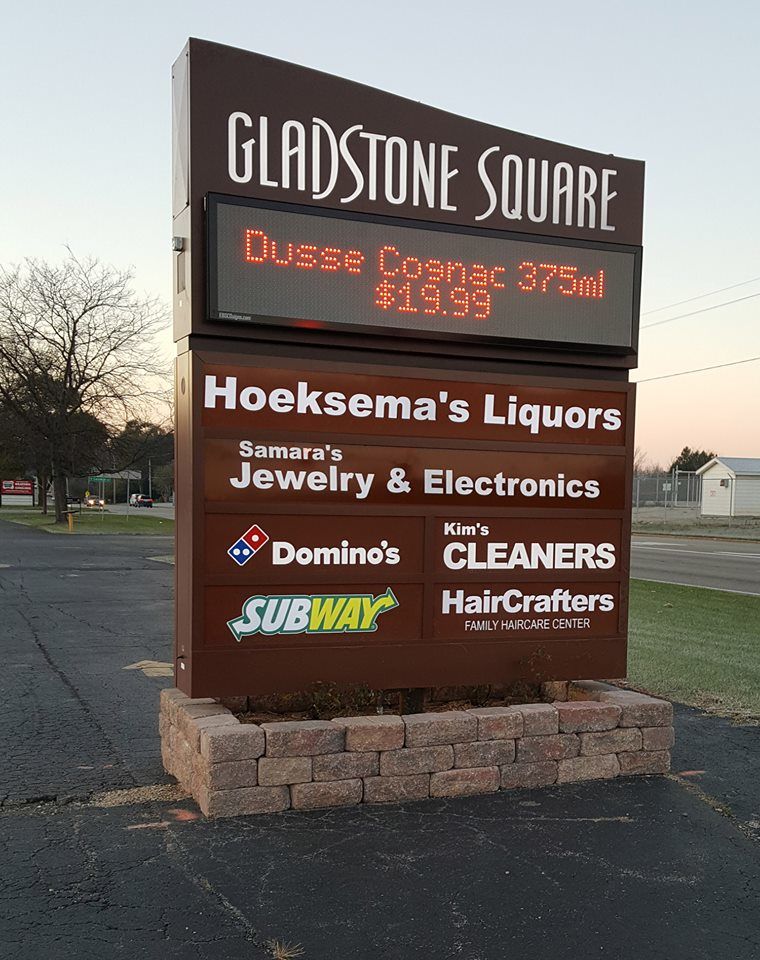 GLADSTONE SQUARE
Dusse Cognac 375ml
$19.99
Hoeksema's Liquors
Samara's
Jewelry & Electronics
Domino's
Kim's
CLEANERS
SUBWAY
HairCrafters
FAMILY HAIRCARE CENTER